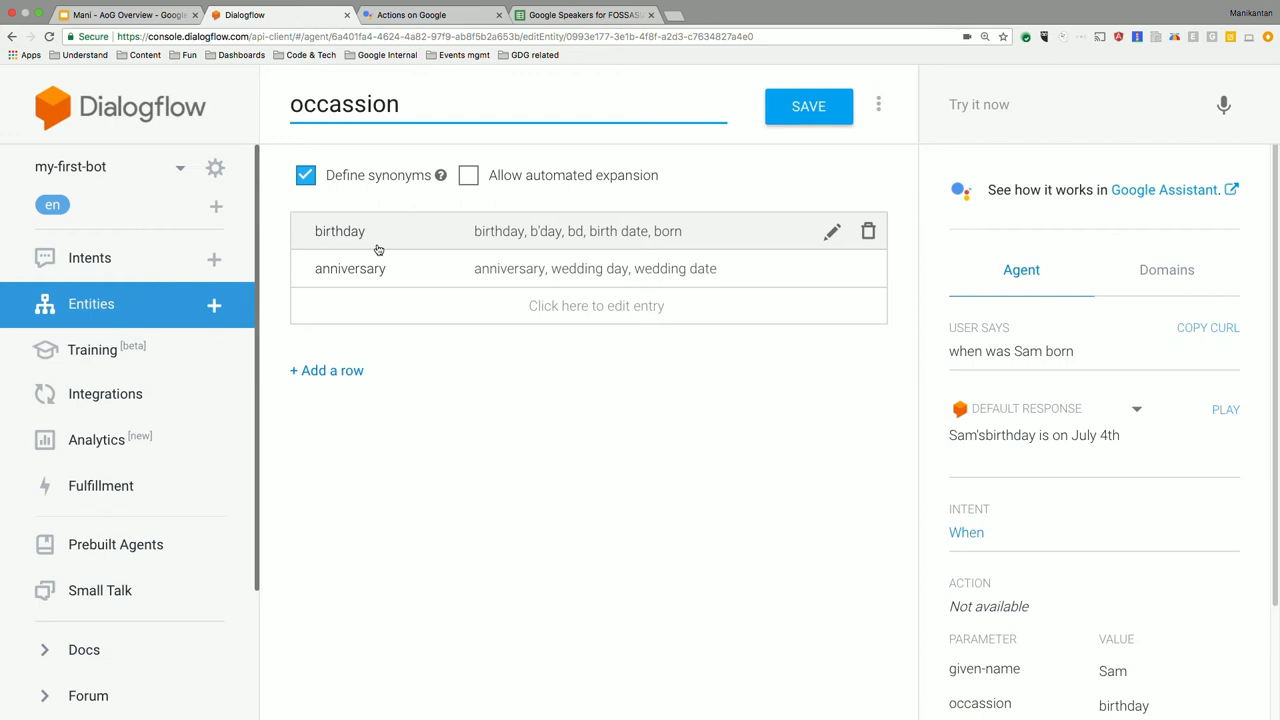 Mani - AoG Overview - Google
Dialogflow
Actions on Google
Google Speakers for FOSSAS
Manikantan
Secure
https://console.dialogflow.com/api-client/#/agent/6a401fa4-4624-4a82-97f9-ab8f5b2a653b/editEntity/0993e177-3e1b-4f8f-a2d3-c7634827a4e0
Apps
Understand
Content
Fun
Dashboards
Code & Tech
Google Internal
Events mgmt
GDG related
Dialogflow
my-first-bot
en
Intents
Entities
Training [beta]
Integrations
Analytics [new]
Fulfillment
Prebuilt Agents
Small Talk
Docs
Forum
occassion
SAVE
Define synonyms
Allow automated expansion
birthday
birthday, b'day, bd, birth date, born
anniversary
anniversary, wedding day, wedding date
Click here to edit entry
+ Add a row
Try it now
See how it works in Google Assistant.
Agent
Domains
USER SAYS
COPY CURL
when was Sam born
DEFAULT RESPONSE
PLAY
Sam'sbirthday is on July 4th
INTENT
When
ACTION
Not available
PARAMETER
VALUE
given-name
Sam
occassion
birthday